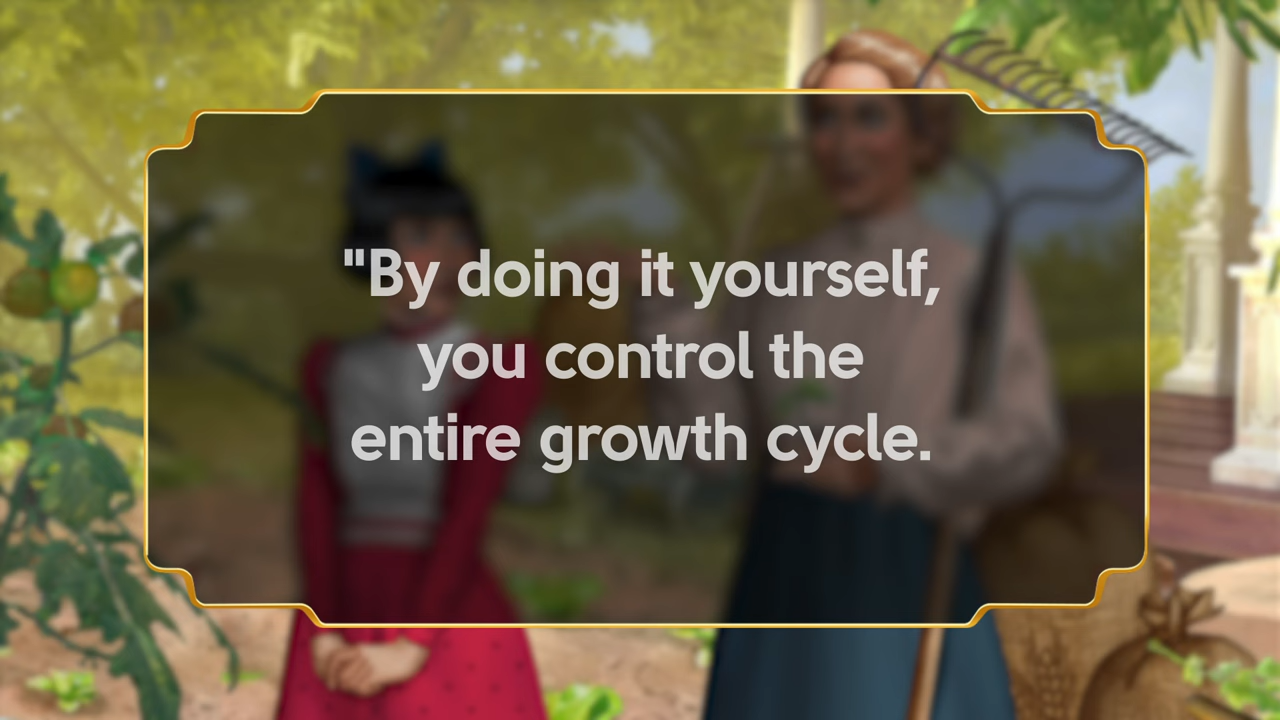 "By doing it yourself,
you control the
entire growth cycle.